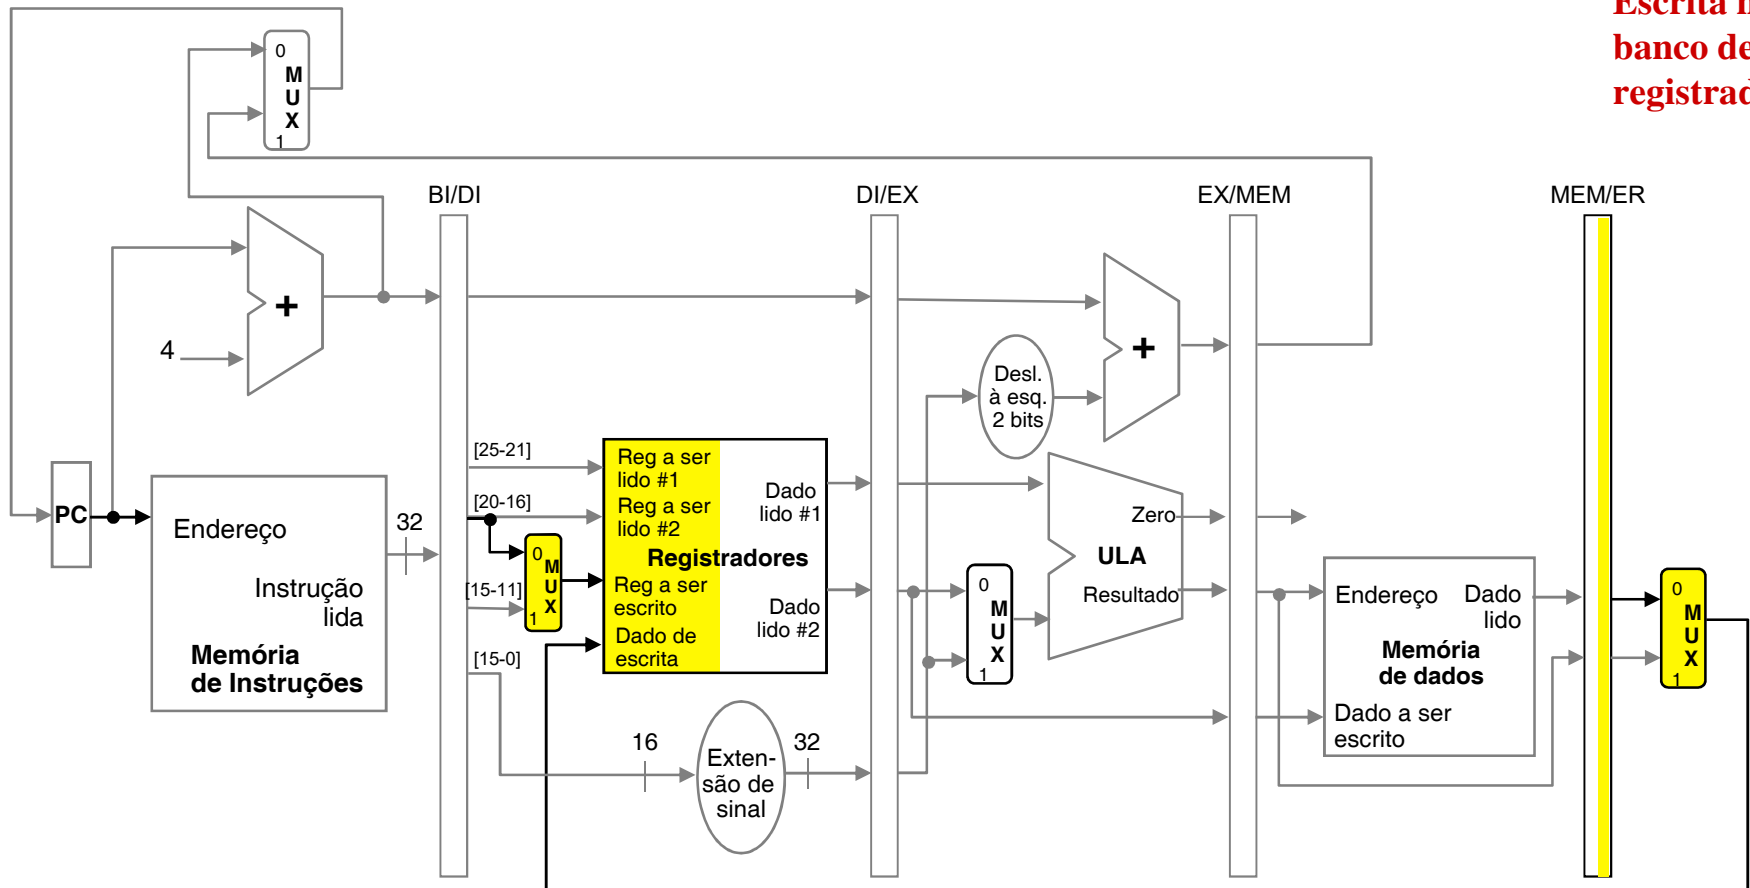 Escrita
banco de
registrad
0
M
U
X
1
BI/DI
DI/EX
EX/MEM
MEM/ER
+
4
+
Desl.
à esq.
2 bits
PC
Endereço
Instrução
lida
Memória
de Instruções
32
[25-21]
[20-16]
[15-11]
[15-0]
0
M
U
X
1
Reg a ser
lido #1
Reg a ser
lido #2
Registradores
Reg a ser
escrito
Dado de
escrita
Dado
lido #1
Dado
lido #2
16
Exten-
são de
sinal
32
0
M
U
X
1
Zero
ULA
Resultado
Endereço
Dado
lido
Memória
de dados
Dado a ser
escrito
0
M
U
X
1